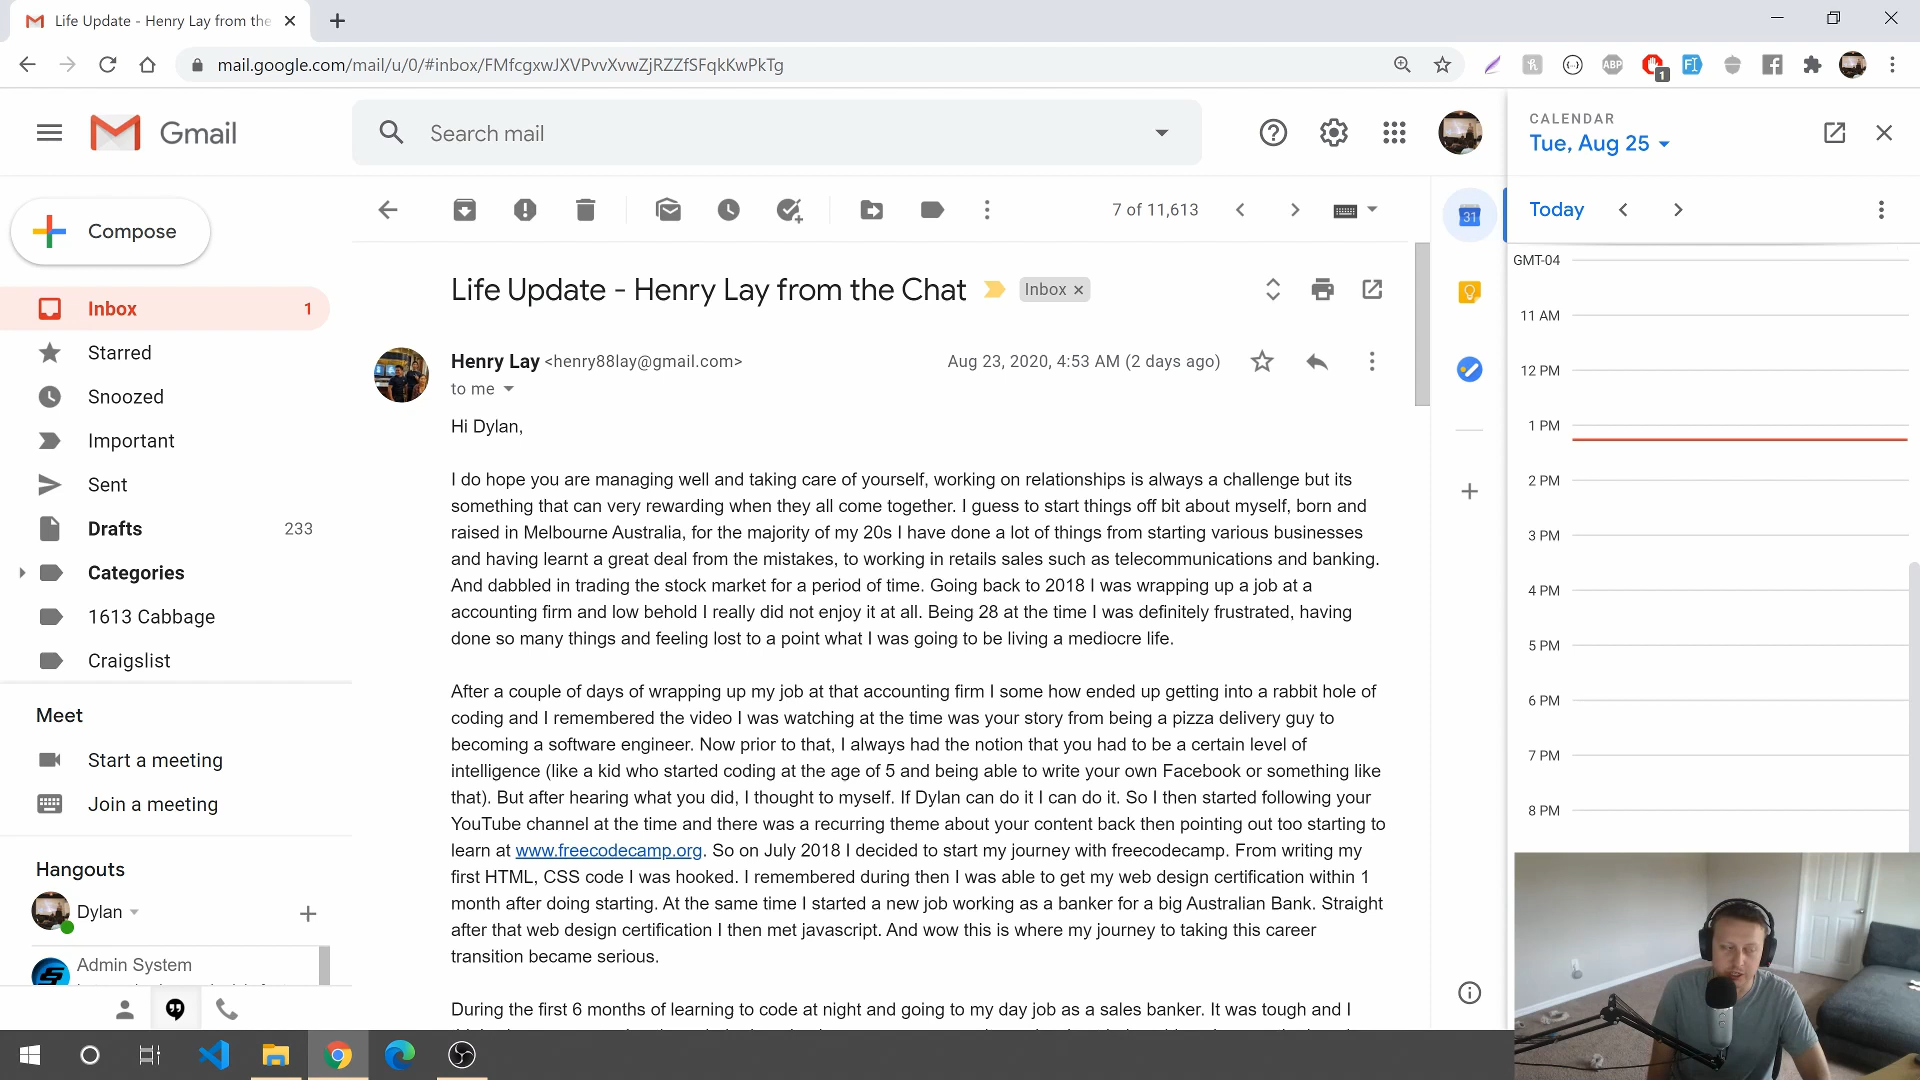 Life Update - Henry Lay from the
mail.google.com/mail/u/0/#inbox/FMfcgxwJXVPvvXvwZjRZZfSFqkKwPkTg
ABP
1
Gmail
Search mail
CALENDAR
Tue, Aug 25
Compose
7 of 11,613
31
Today
Inbox 1
Starred
Snoozed
Important
Sent
Drafts 233
Categories
1613 Cabbage
Craigslist
Meet
Start a meeting
Join a meeting
Hangouts
Dylan
Admin System
Life Update - Henry Lay from the Chat
Inbox ×
Henry Lay <henry88lay@gmail.com>
Aug 23, 2020, 4:53 AM (2 days ago)
to me
Hi Dylan,
I do hope you are managing well and taking care of yourself, working on relationships is always a challenge but its
something that can very rewarding when they all come together. I guess to start things off bit about myself, born and
raised in Melbourne Australia, for the majority of my 20s I have done a lot of things from starting various businesses
and having learnt a great deal from the mistakes, to working in retails sales such as telecommunications and banking.
And dabbled in trading the stock market for a period of time. Going back to 2018 I was wrapping up a job at a
accounting firm and low behold I really did not enjoy it at all. Being 28 at the time I was definitely frustrated, having
done so many things and feeling lost to a point what I was going to be living a mediocre life.
After a couple of days of wrapping up my job at that accounting firm I some how ended up getting into a rabbit hole of
coding and I remembered the video I was watching at the time was your story from being a pizza delivery guy to
becoming a software engineer. Now prior to that, I always had the notion that you had to be a certain level of
intelligence (like a kid who started coding at the age of 5 and being able to write your own Facebook or something like
that). But after hearing what you did, I thought to myself. If Dylan can do it I can do it. So I then started following your
YouTube channel at the time and there was a recurring theme about your content back then pointing out too starting to
learn at www.freecodecamp.org. So on July 2018 I decided to start my journey with freecodecamp. From writing my
first HTML, CSS code I was hooked. I remembered during then I was able to get my web design certification within 1
month after doing starting. At the same time I started a new job working as a banker for a big Australian Bank. Straight
after that web design certification I then met javascript. And wow this is where my journey to taking this career
transition became serious.
During the first 6 months of learning to code at night and going to my day job as a sales banker. It was tough and I
GMT-04
11 AM
12 PM
1 PM
2 PM
3 PM
4 PM
5 PM
6 PM
7 PM
8 PM